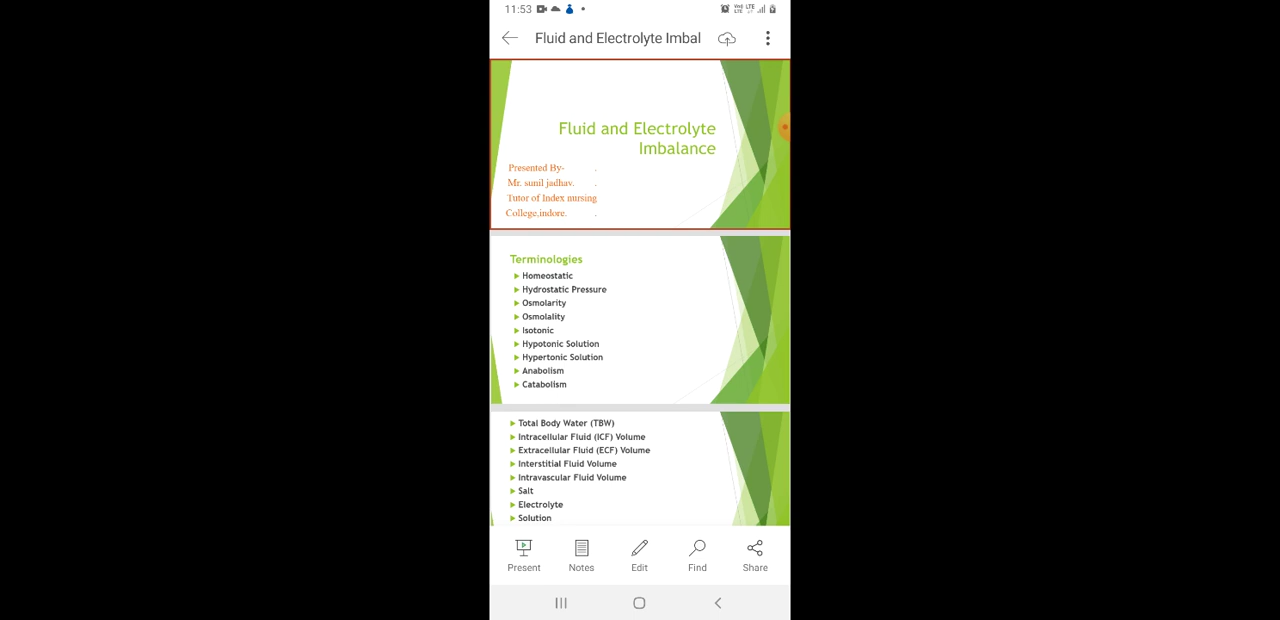 11:53
Fluid and Electrolyte Imbal
Fluid and Electrolyte
Imbalance
Presented By- .
Mr. sunil jadhav. .
Tutor of Index nursing
College,indore. .
Terminologies
Homeostatic
Hydrostatic Pressure
Osmolarity
Osmolality
Isotonic
Hypotonic Solution
Hypertonic Solution
Anabolism
Catabolism
Total Body Water (TBW)
Intracellular Fluid (ICF) Volume
Extracellular Fluid (ECF) Volume
Interstitial Fluid Volume
Intravascular Fluid Volume
Salt
Electrolyte
Solution
Present Notes Edit Find Share